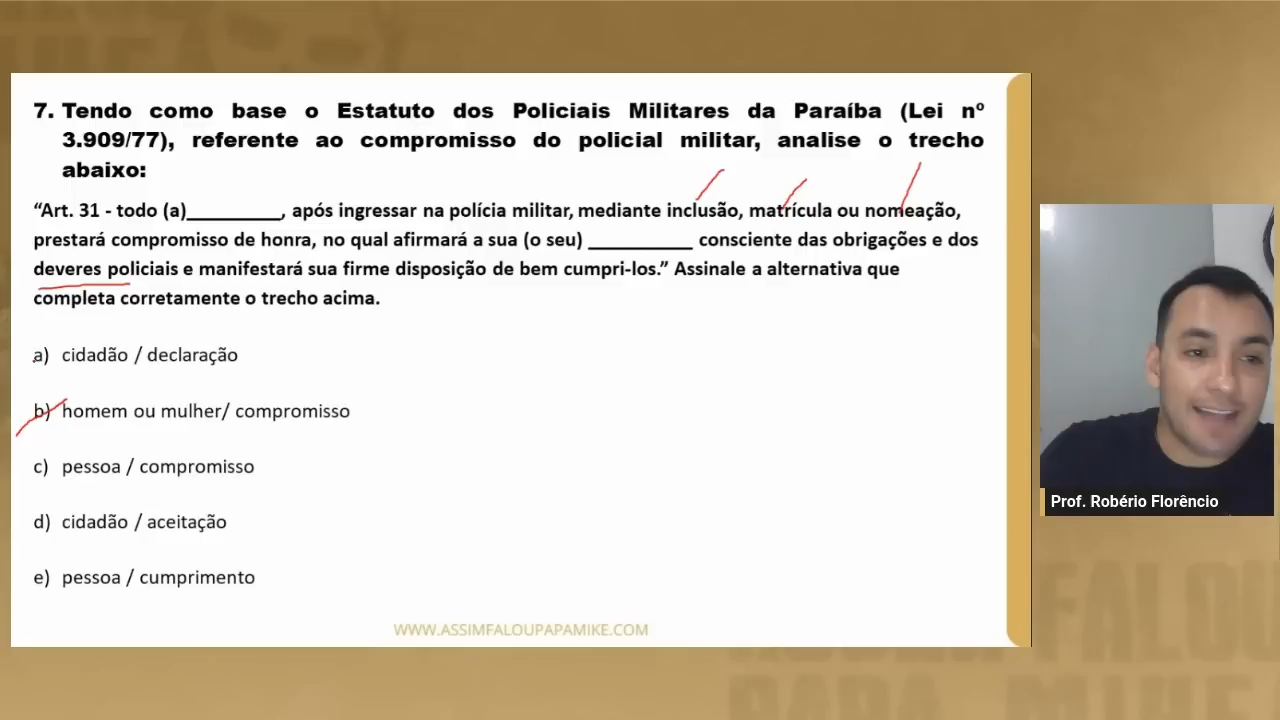 7. Tendo como base o Estatuto dos Policiais Militares da Paraíba (Lei nº
3.909/77), referente ao compromisso do policial militar, analise o trecho
abaixo:
“Art. 31 - todo (a)__________, após ingressar na polícia militar, mediante inclusão, matrícula ou nomeação,
prestará compromisso de honra, no qual afirmará a sua (o seu) ___________ consciente das obrigações e dos
deveres policiais e manifestará sua firme disposição de bem cumpri-los.” Assinale a alternativa que
completa corretamente o trecho acima.
a) cidadão / declaração
b) homem ou mulher/ compromisso
c) pessoa / compromisso
d) cidadão / aceitação
e) pessoa / cumprimento
WWW.ASSIMFALOUPAPAMIKE.COM
Prof. Robério Florêncio
FALOU